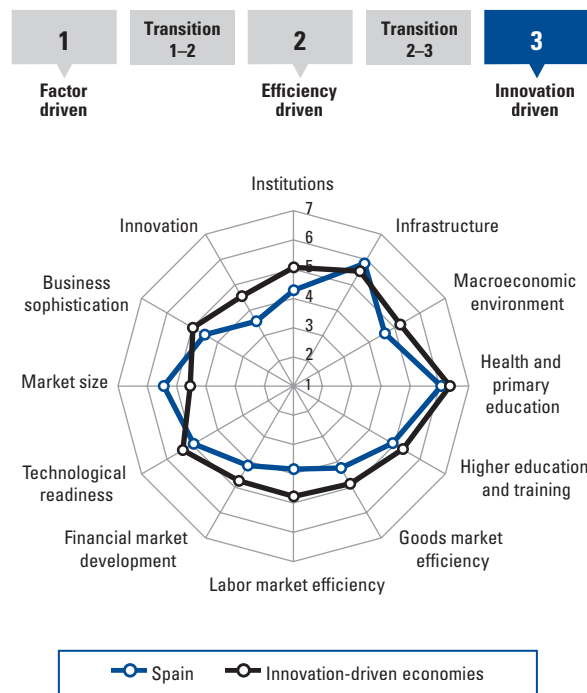 1
Transition
1–2
2
Transition
2–3
3
Factor
driven
Efficiency
driven
Innovation
driven
Institutions
7
Innovation
Infrastructure
6
5
Business
sophistication
Macroeconomic
environment
4
3
2
Market size
1
Health and
primary
education
Technological
readiness
Higher education
and training
Financial market
development
Goods market
efficiency
Labor market efficiency
Spain
Innovation-driven economies